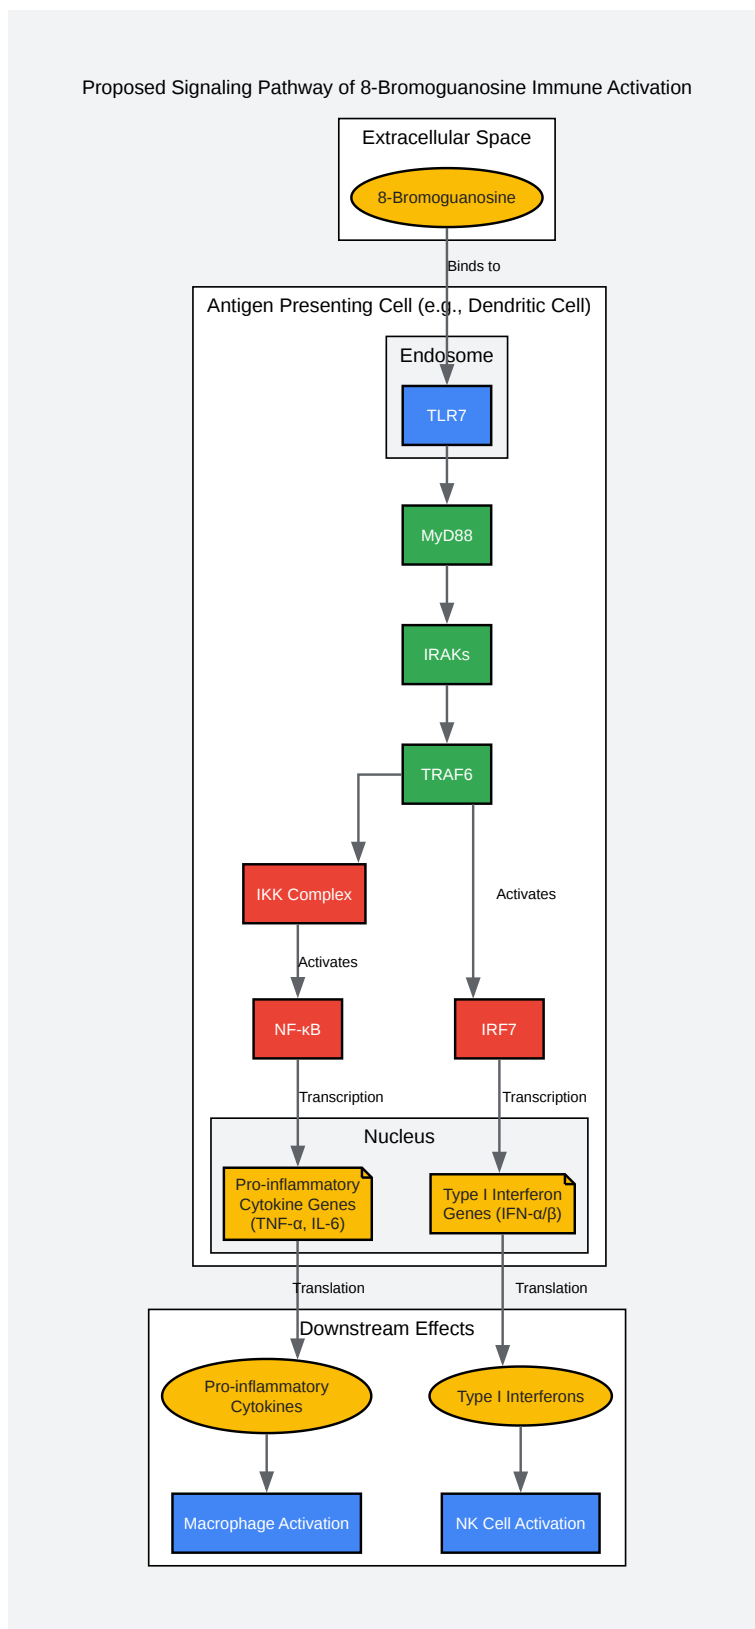 Proposed Signaling Pathway of 8-Bromoguanosine Immune Activation
Extracellular Space
8-Bromoguanosine
Binds to
Antigen Presenting Cell (e.g., Dendritic Cell)
Endosome
TLR7
MyD88
IRAKs
TRAF6
IKK Complex
Activates
Activates
NF-κB
IRF7
Transcription
Transcription
Nucleus
Pro-inflammatory
Cytokine Genes
(TNF-α, IL-6)
Type I Interferon
Genes (IFN-α/β)
Translation
Translation
Downstream Effects
Pro-inflammatory
Cytokines
Type I Interferons
Macrophage Activation
NK Cell Activation